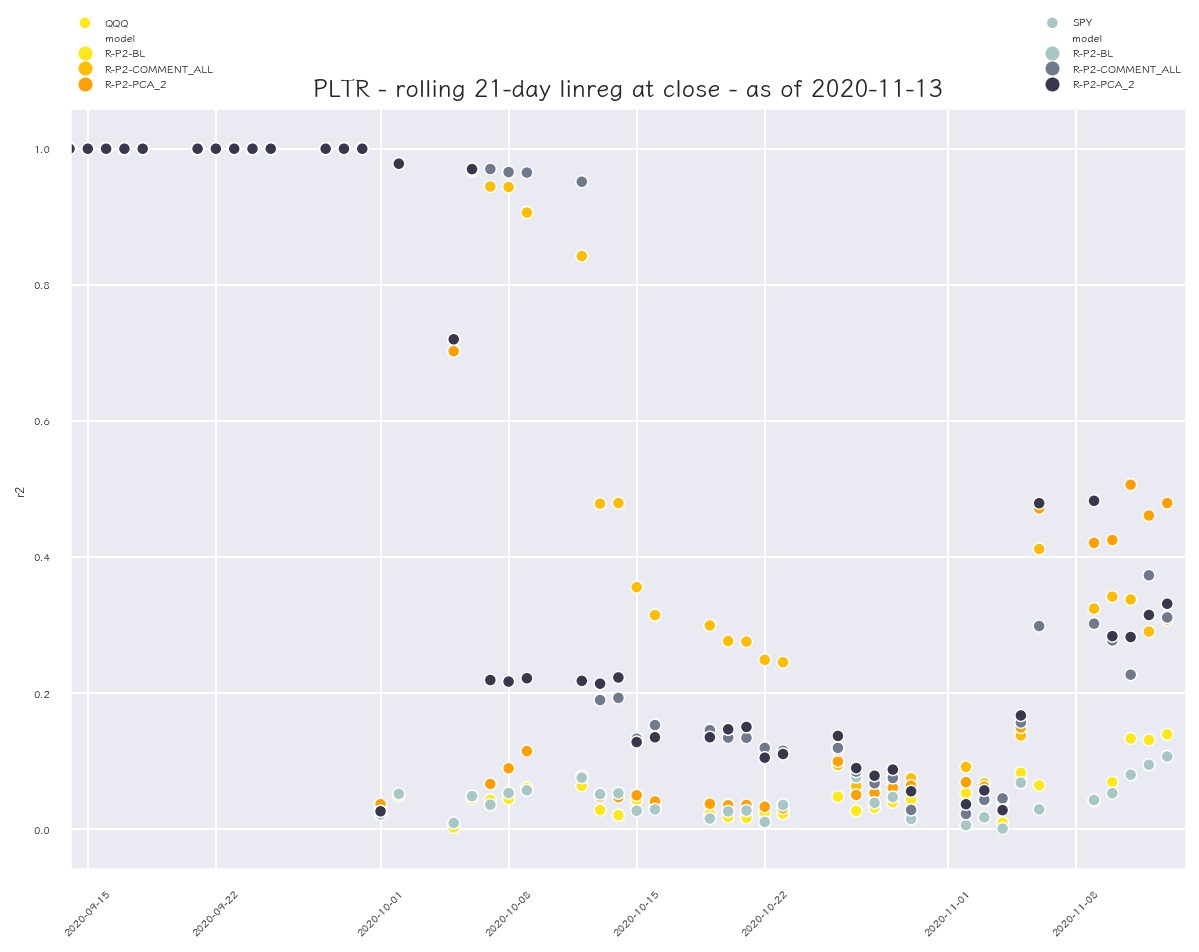 QQQ
model
R-P2-BL
R-P2-COMMENT_ALL
R-P2-PCA_2
SPY
model
R-P2-BL
R-P2-COMMENT_ALL
R-P2-PCA_2
PLTR - rolling 21-day linreg at close - as of 2020-11-13
1.0
0.8
0.6
r2
0.4
0.2
0.0
2020-09-15
2020-09-22
2020-10-01
2020-10-08
2020-10-15
2020-10-22
2020-11-01
2020-11-08